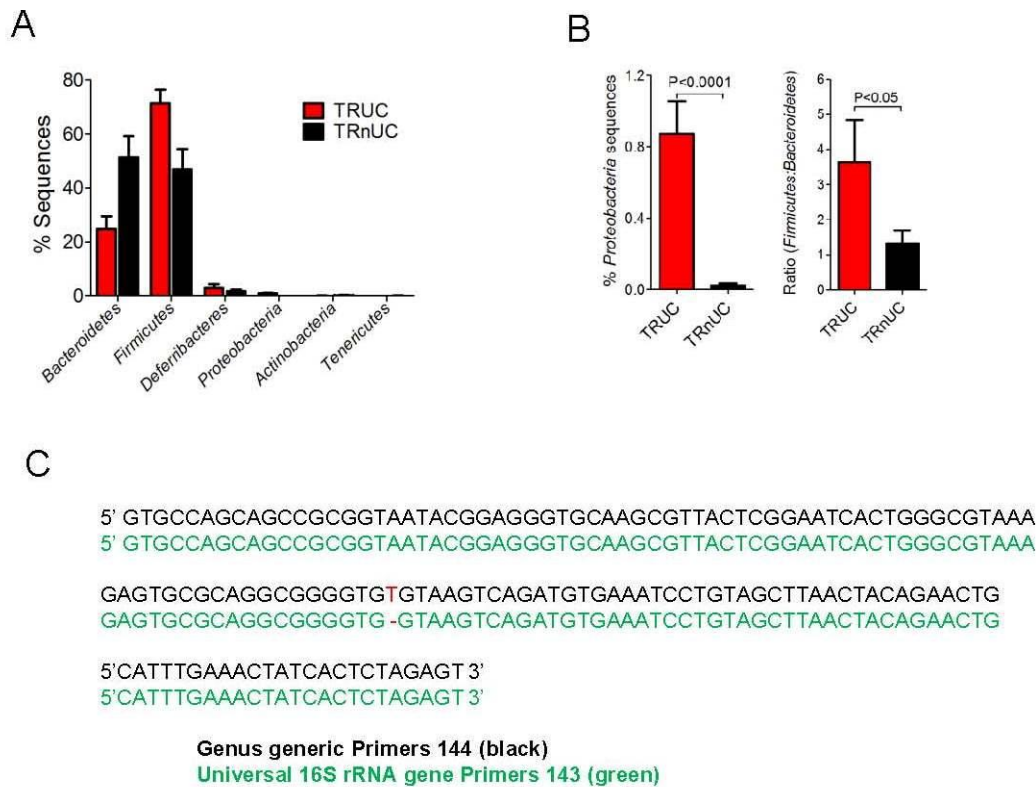 A
80
60
40
20
0
% Sequences
TRUC
TRnUC
Bacteroidetes
Firmicutes
Deferribacteres
Proteobacteria
Actinobacteria
Tenericutes
B
1.2
0.8
0.4
0.0
% Proteobacteria sequences
P<0.0001
TRUC
TRnUC
6
5
4
3
2
1
0
Ratio (Firmicutes:Bacteroidetes)
P<0.05
TRUC
TRnUC
C
5' GTGCCAGCAGCCGCGGTAATACGGAGGGTGCAAGCGTTACTCGGAATCACTGGGCGTAAA
5' GTGCCAGCAGCCGCGGTAATACGGAGGGTGCAAGCGTTACTCGGAATCACTGGGCGTAAA
GAGTGCGCAGGCGGGGTGTGTAAGTCAGATGTGAAATCCTGTAGCTTAACTACAGAACTG
GAGTGCGCAGGCGGGGTG-GTAAGTCAGATGTGAAATCCTGTAGCTTAACTACAGAACTG
5'CATTTGAAACTATCACTCTAGAGT 3'
5'CATTTGAAACTATCACTCTAGAGT 3'
Genus generic Primers 144 (black)
Universal 16S rRNA gene Primers 143 (green)